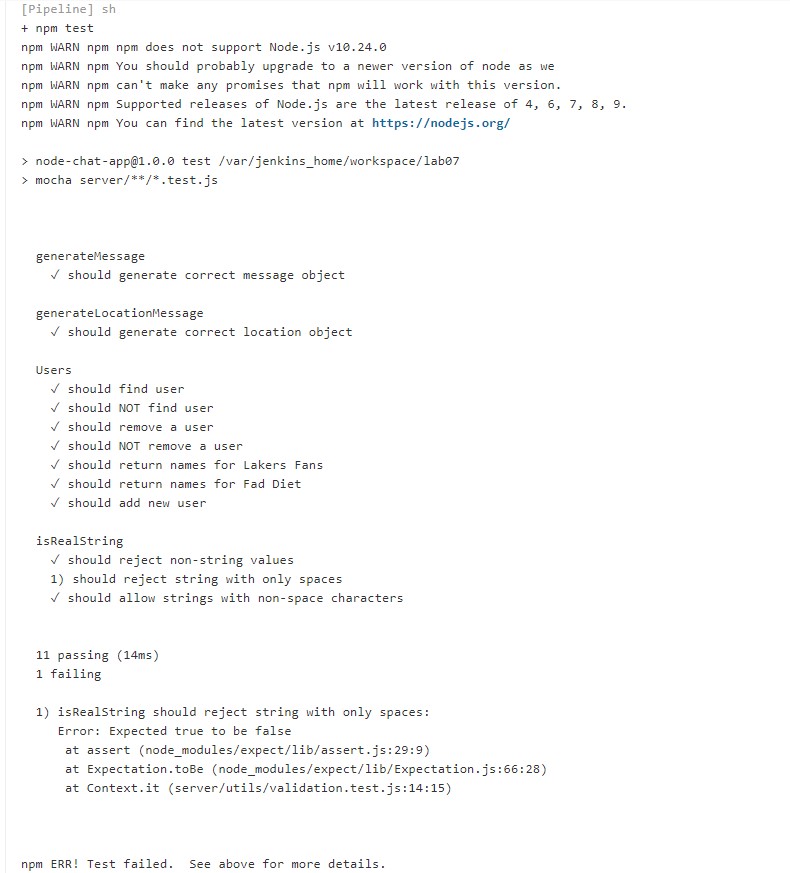 [Pipeline] sh
+ npm test
npm WARN npm npm does not support Node.js v10.24.0
npm WARN npm You should probably upgrade to a newer version of node as we
npm WARN npm can't make any promises that npm will work with this version.
npm WARN npm Supported releases of Node.js are the latest release of 4, 6, 7, 8, 9.
npm WARN npm You can find the latest version at https://nodejs.org/
> node-chat-app@1.0.0 test /var/jenkins_home/workspace/lab07
> mocha server/**/*.test.js
generateMessage
✓ should generate correct message object
generateLocationMessage
✓ should generate correct location object
Users
✓ should find user
✓ should NOT find user
✓ should remove a user
✓ should NOT remove a user
✓ should return names for Lakers Fans
✓ should return names for Fad Diet
✓ should add new user
isRealString
✓ should reject non-string values
1) should reject string with only spaces
✓ should allow strings with non-space characters
11 passing (14ms)
1 failing
1) isRealString should reject string with only spaces:
Error: Expected true to be false
at assert (node_modules/expect/lib/assert.js:29:9)
at Expectation.toBe (node_modules/expect/lib/Expectation.js:66:28)
at Context.it (server/utils/validation.test.js:14:15)
npm ERR! Test failed.  See above for more details.